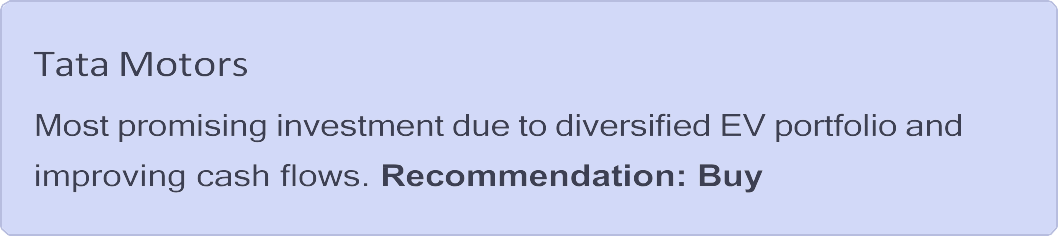 Tata Motors
Most promising investment due to diversified EV portfolio and
improving cash flows. Recommendation: Buy